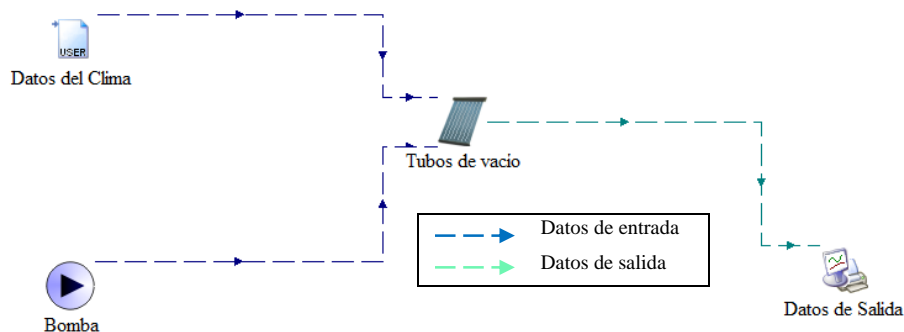 USER
Datos del Clima
Tubos de vacio
Datos de entrada
Datos de salida
Bomba
Datos de Salida